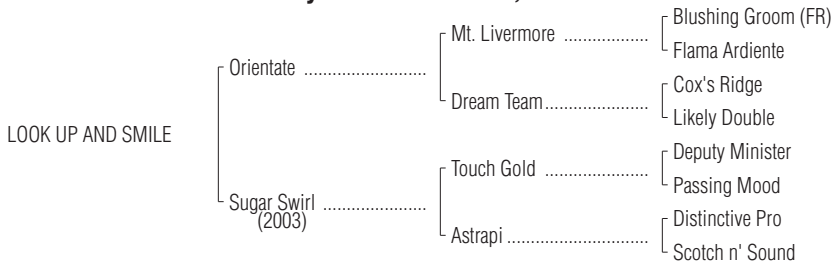 Blushing Groom (FR)
Mt. Livermore ..................
Flama Ardiente
Orientate ..........................
Cox's Ridge
Dream Team......................
Likely Double
LOOK UP AND SMILE
Deputy Minister
Touch Gold ......................
Passing Mood
Sugar Swirl ......................
(2003)
Distinctive Pro
Astrapi ..............................
Scotch n' Sound